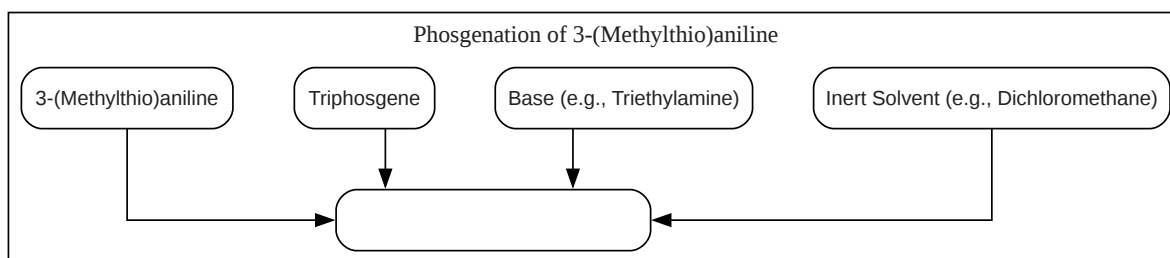 Phosgenation of 3-(Methylthio)aniline
3-(Methylthio)aniline
Triphosgene
Base (e.g., Triethylamine)
Inert Solvent (e.g., Dichloromethane)